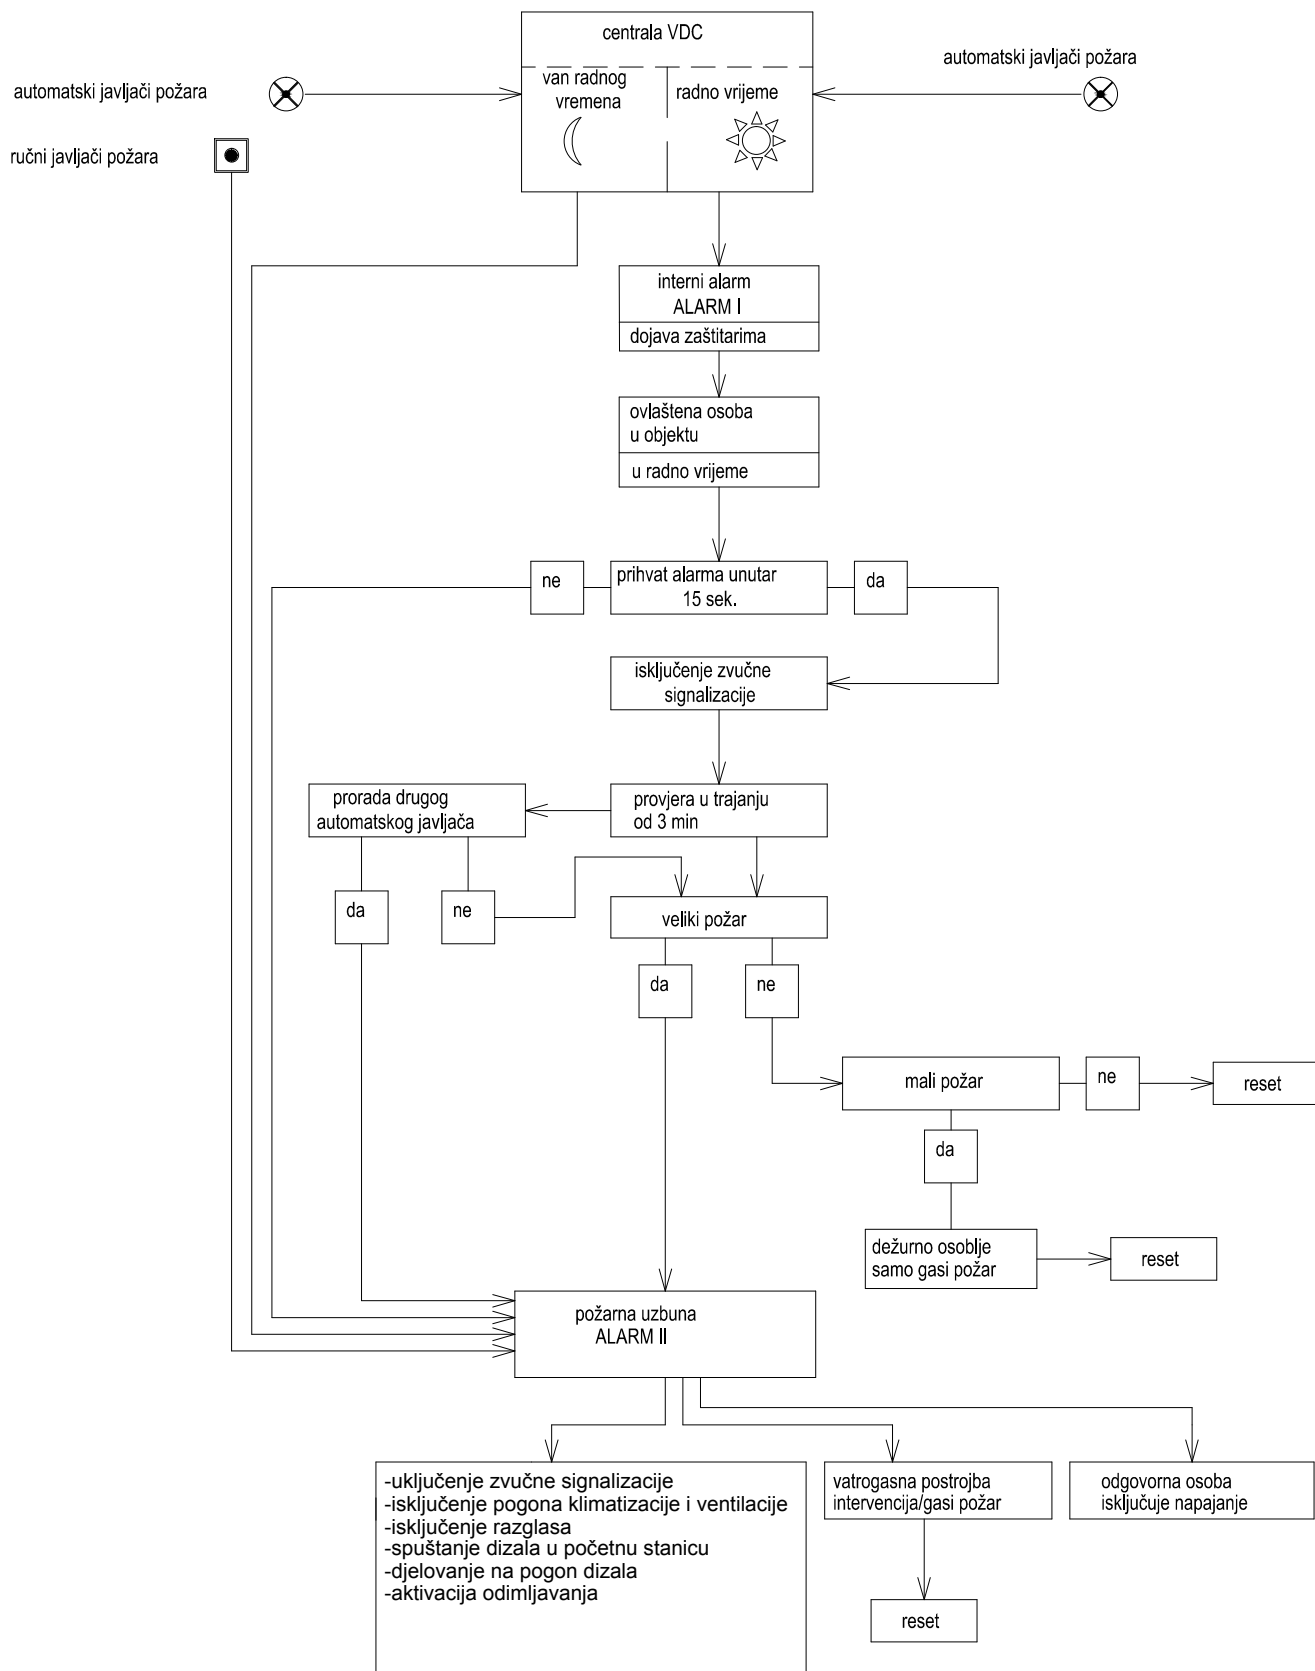 centrala VDC
automatski javljači požara
automatski javljači požara
van radnog
vremena
radno vrijeme
ručni javljači požara
interni alarm
ALARM I
dojava zaštitarima
ovlaštena osoba
u objektu
u radno vrijeme
ne
prihvat alarma unutar
15 sek.
da
isključenje zvučne
signalizacije
prorada drugog
automatskog javljača
provjera u trajanju
od 3 min
da
ne
veliki požar
da
ne
mali požar
ne
reset
da
dežurno osoblje
samo gasi požar
reset
požarna uzbuna
ALARM II
-uključenje zvučne signalizacije
-isključenje pogona klimatizacije i ventilacije
-isključenje razglasa
-spuštanje dizala u početnu stanicu
-djelovanje na pogon dizala
-aktivacija odimljavanja
vatrogasna postrojba
intervencija/gasi požar
odgovorna osoba
isključuje napajanje
reset